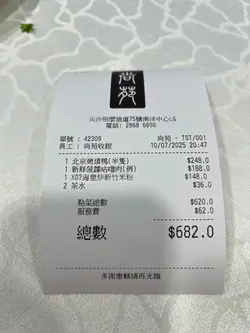 尚苑
尖沙咀麼地道75號南洋中心LG
電話: 2868 6898
單號 : 42309
尚苑 - TST/001
員工 : 尚苑收銀
10/07/2025 20:47
1 北京烤填鴨(半隻) $248.0
1 新鮮菠蘿咕嚕肉(例) $188.0
1 XO?海皇炒新竹米粉 $148.0
2 茶水 $36.0
點菜總數 $620.0
服務費 $62.0
總數 $682.0
多謝惠顧請再光臨